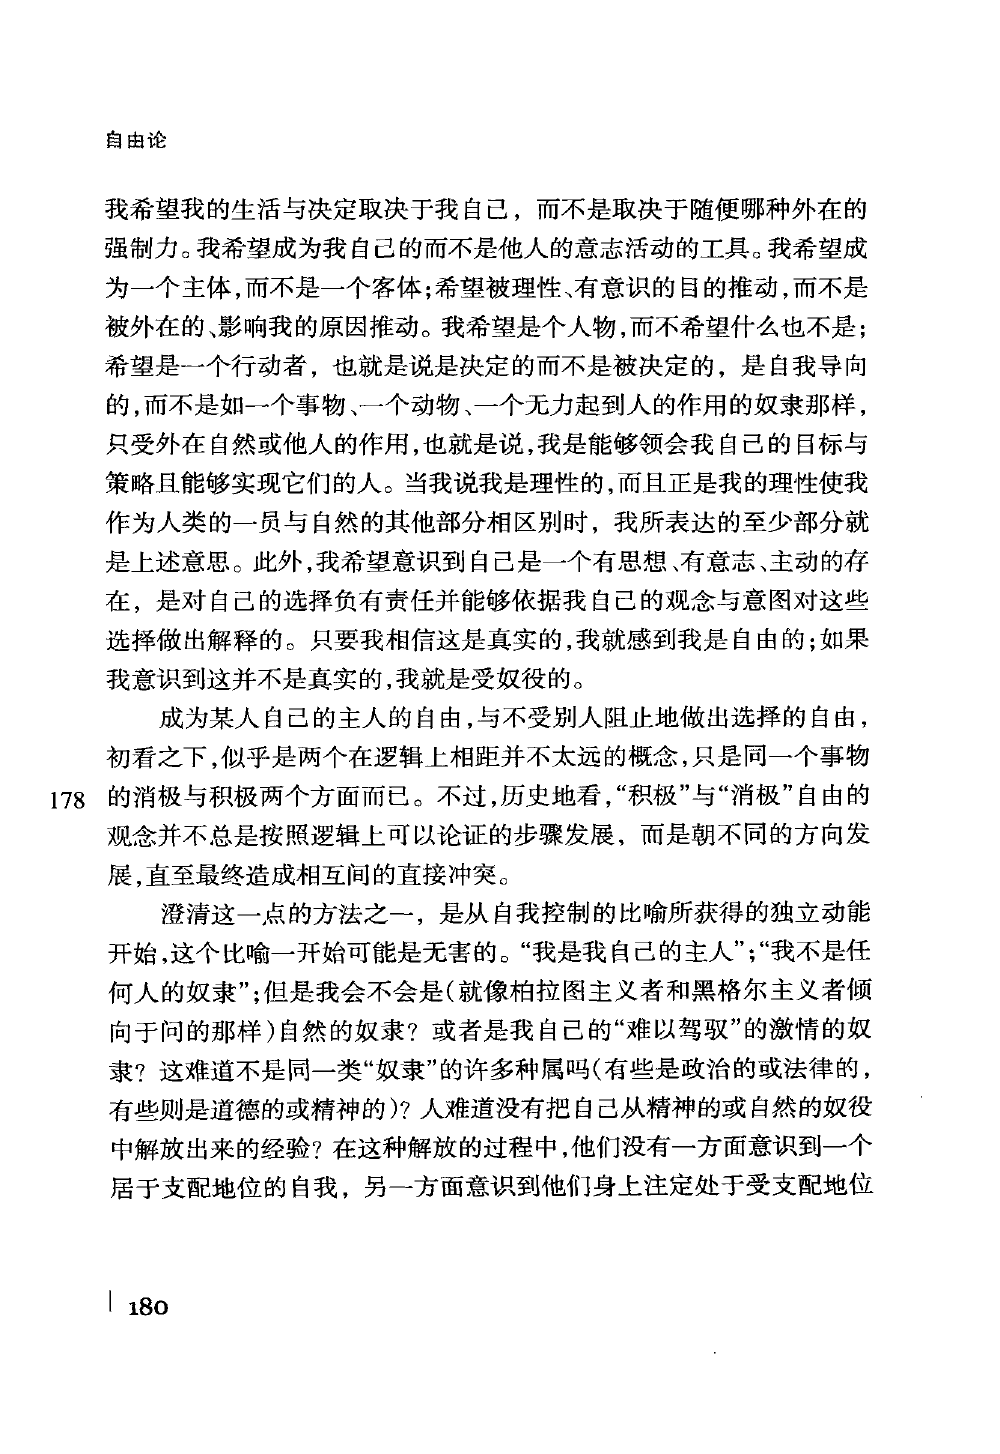 自由论
我希望我的生活与决定取决于我自己，而不是取决于随便哪种外在的
强制力。我希望成为我自己的而不是他人的意志活动的工具。我希望成
为一个主体,而不是一个客体;希望被理性、有意识的目的推动,而不是
被外在的、影响我的原因推动。我希望是个人物,而不希望什么也不是;
希望是一个行动者，也就是说是决定的而不是被决定的，是自我导向
的,而不是如一个事物、一个动物、一个无力起到人的作用的奴隶那样,
只受外在自然或他人的作用,也就是说,我是能够领会我自己的目标与
策略且能够实现它们的人。当我说我是理性的,而且正是我的理性使我
作为人类的一员与自然的其他部分相区别时，我所表达的至少部分就
是上述意思。此外,我希望意识到自己是一个有思想、有意志、主动的存
在，是对自己的选择负有责任并能够依据我自己的观念与意图对这些
选择做出解释的。只要我相信这是真实的,我就感到我是自由的;如果
我意识到这并不是真实的,我就是受奴役的。
成为某人自己的主人的自由,与不受别人阻止地做出选择的自由,
初看之下,似乎是两个在逻辑上相距并不太远的概念,只是同一个事物
178 的消极与积极两个方面而已。不过,历史地看,“积极”与“消极”自由的
观念并不总是按照逻辑上可以论证的步骤发展，而是朝不同的方向发
展,直至最终造成相互间的直接冲突。
澄清这一点的方法之一，是从自我控制的比喻所获得的独立动能
开始,这个比喻一开始可能是无害的。“我是我自己的主人”;“我不是任
何人的奴隶”;但是我会不会是(就像柏拉图主义者和黑格尔主义者倾
向于问的那样)自然的奴隶？或者是我自己的“难以驾驭”的激情的奴
隶？这难道不是同一类“奴隶”的许多种属吗(有些是政治的或法律的,
有些则是道德的或精神的)？人难道没有把自己从精神的或自然的奴役
中解放出来的经验？在这种解放的过程中,他们没有一方面意识到一个
居于支配地位的自我，另一方面意识到他们身上注定处于受支配地位
180